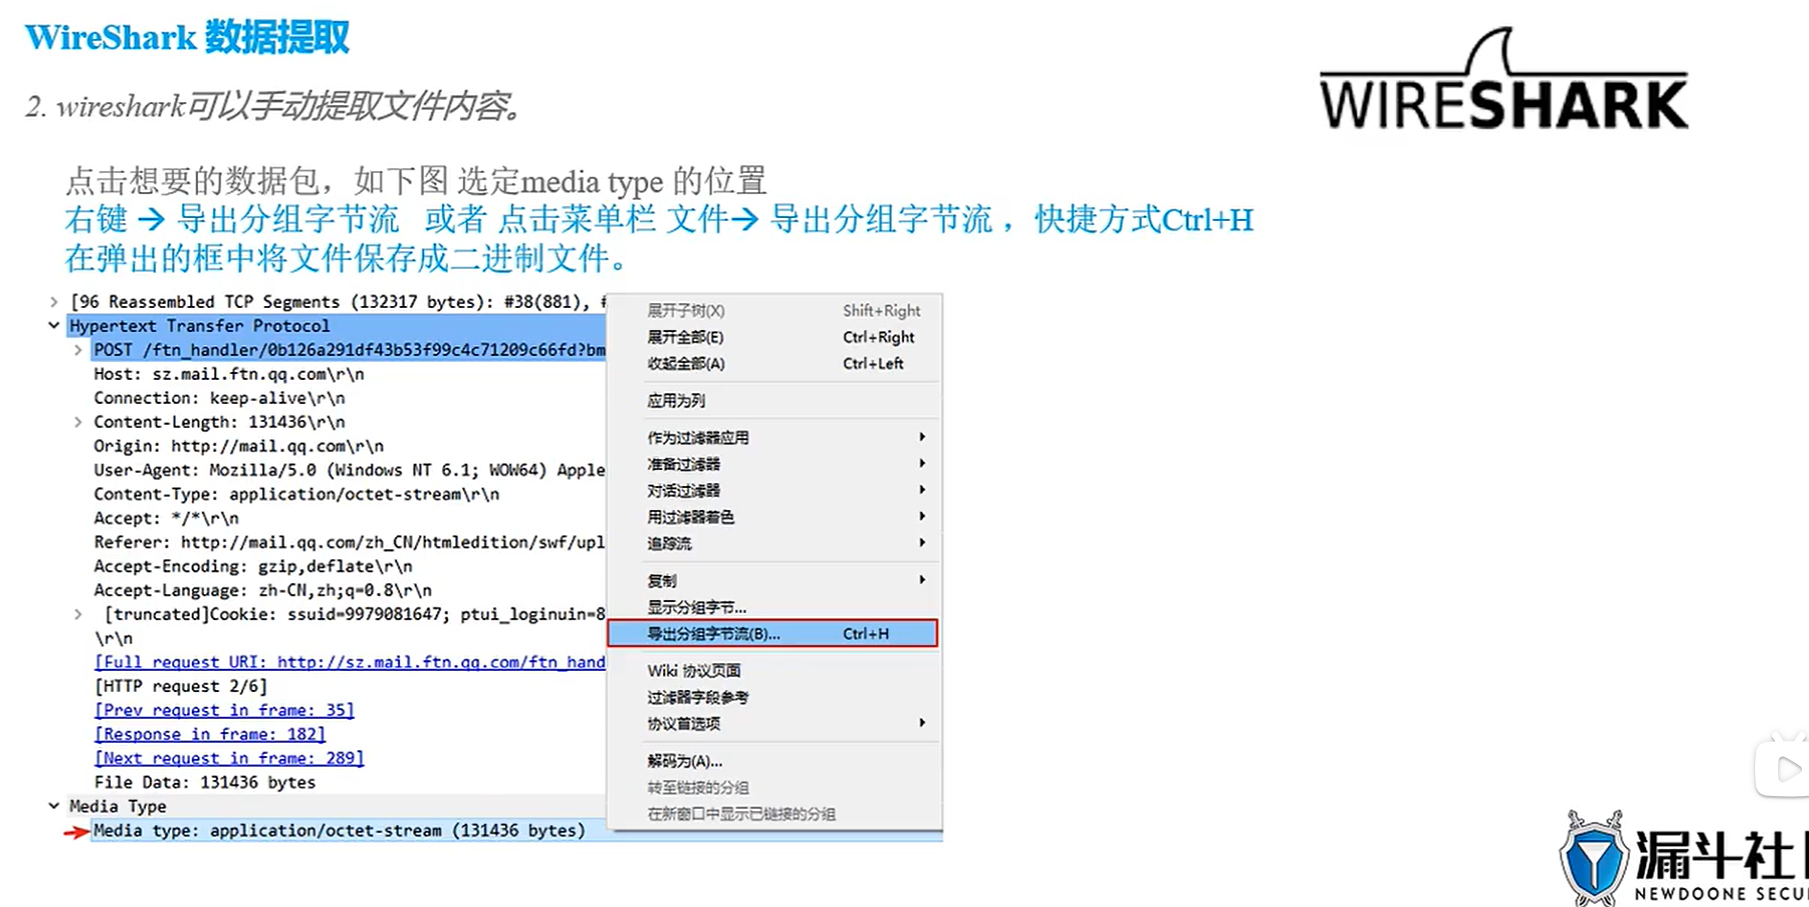 WireShark 数据提取
WIRESHARK
2. wireshark可以手动提取文件内容。
点击想要的数据包，如下图 选定media type 的位置
右键 → 导出分组字节流 或者 点击菜单栏 文件→ 导出分组字节流 ，快捷方式Ctrl+H
在弹出的框中将文件保存成二进制文件。
[96 Reassembled TCP Segments (132317 bytes): #38(881), #
Hypertext Transfer Protocol
POST /ftn_handler/0b126a291df43b53f99c4c71209c66fd?bm
Host: sz.mail.ftn.qq.com\r\n
Connection: keep-alive\r\n
Content-Length: 131436\r\n
Origin: http://mail.qq.com\r\n
User-Agent: Mozilla/5.0 (Windows NT 6.1; WOW64) Apple
Content-Type: application/octet-stream\r\n
Accept: */*\r\n
Referer: http://mail.qq.com/zh_CN/htmledition/swf/upl
Accept-Encoding: gzip,deflate\r\n
Accept-Language: zh-CN,zh;q=0.8\r\n
[truncated]Cookie: ssuid=9979081647; ptui_loginuin=8
\r\n
[Full request URI: http://sz.mail.ftn.qq.com/ftn_hand
[HTTP request 2/6]
[Prev request in frame: 35]
[Response in frame: 182]
[Next request in frame: 289]
File Data: 131436 bytes
Media Type
Media type: application/octet-stream (131436 bytes)
展开子树(X) Shift+Right
展开全部(E) Ctrl+Right
收起全部(A) Ctrl+Left
应用为列
作为过滤器应用
准备过滤器
对话过滤器
用过滤器着色
追踪流
复制
显示分组字节...
导出分组字节流(B)... Ctrl+H
Wiki 协议页面
过滤器字段参考
协议首选项
解码为(A)...
转至链接的分组
在新窗口中显示已链接的分组
漏斗社
NEWDOONE SECU